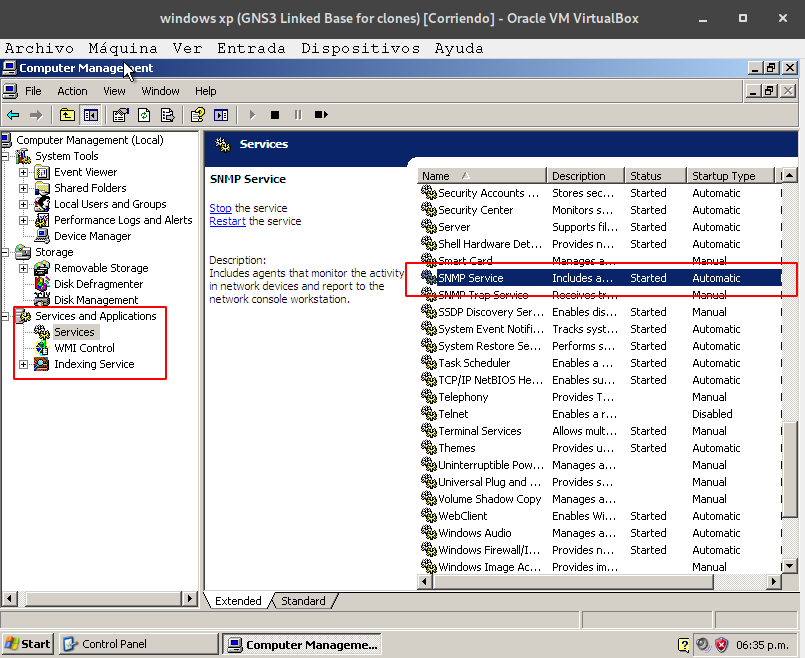 windows xp (GNS3 Linked Base for clones) [Corriendo] - Oracle VM VirtualBox
Archivo Máquina Ver Entrada Dispositivos Ayuda
Computer Management
File Action View Window Help
Computer Management (Local)
System Tools
Event Viewer
Shared Folders
Local Users and Groups
Performance Logs and Alerts
Device Manager
Storage
Removable Storage
Disk Defragmenter
Disk Management
Services and Applications
Services
WMI Control
Indexing Service
Services
SNMP Service
Stop the service
Restart the service
Description:
Includes agents that monitor the activity
in network devices and report to the
network console workstation.
Name Description Status Startup Type
Security Accounts ... Stores sec... Started Automatic
Security Center Monitors s... Started Automatic
Server Supports fil... Started Automatic
Shell Hardware Det... Provides n... Started Automatic
Smart Card Manages a... Manual
SNMP Service Includes a... Started Automatic
SNMP Trap Service Receives tr... Manual
SSDP Discovery Ser... Enables dis... Started Manual
System Event Notifi... Tracks syst... Started Automatic
System Restore Se... Performs s... Started Automatic
Task Scheduler Enables a ... Started Automatic
TCP/IP NetBIOS He... Enables su... Started Automatic
Telephony Provides T... Manual
Telnet Enables a r... Disabled
Terminal Services Allows mult... Started Manual
Themes Provides u... Started Automatic
Uninterruptible Pow... Manages a... Manual
Universal Plug and ... Provides s... Manual
Volume Shadow Copy Manages a... Manual
WebClient Enables Wi... Started Automatic
Windows Audio Manages a... Started Automatic
Windows Firewall/I... Provides n... Started Automatic
Windows Image Ac... Provides im... Manual
Extended Standard
Start Control Panel Computer Manageme... 06:35 p.m.